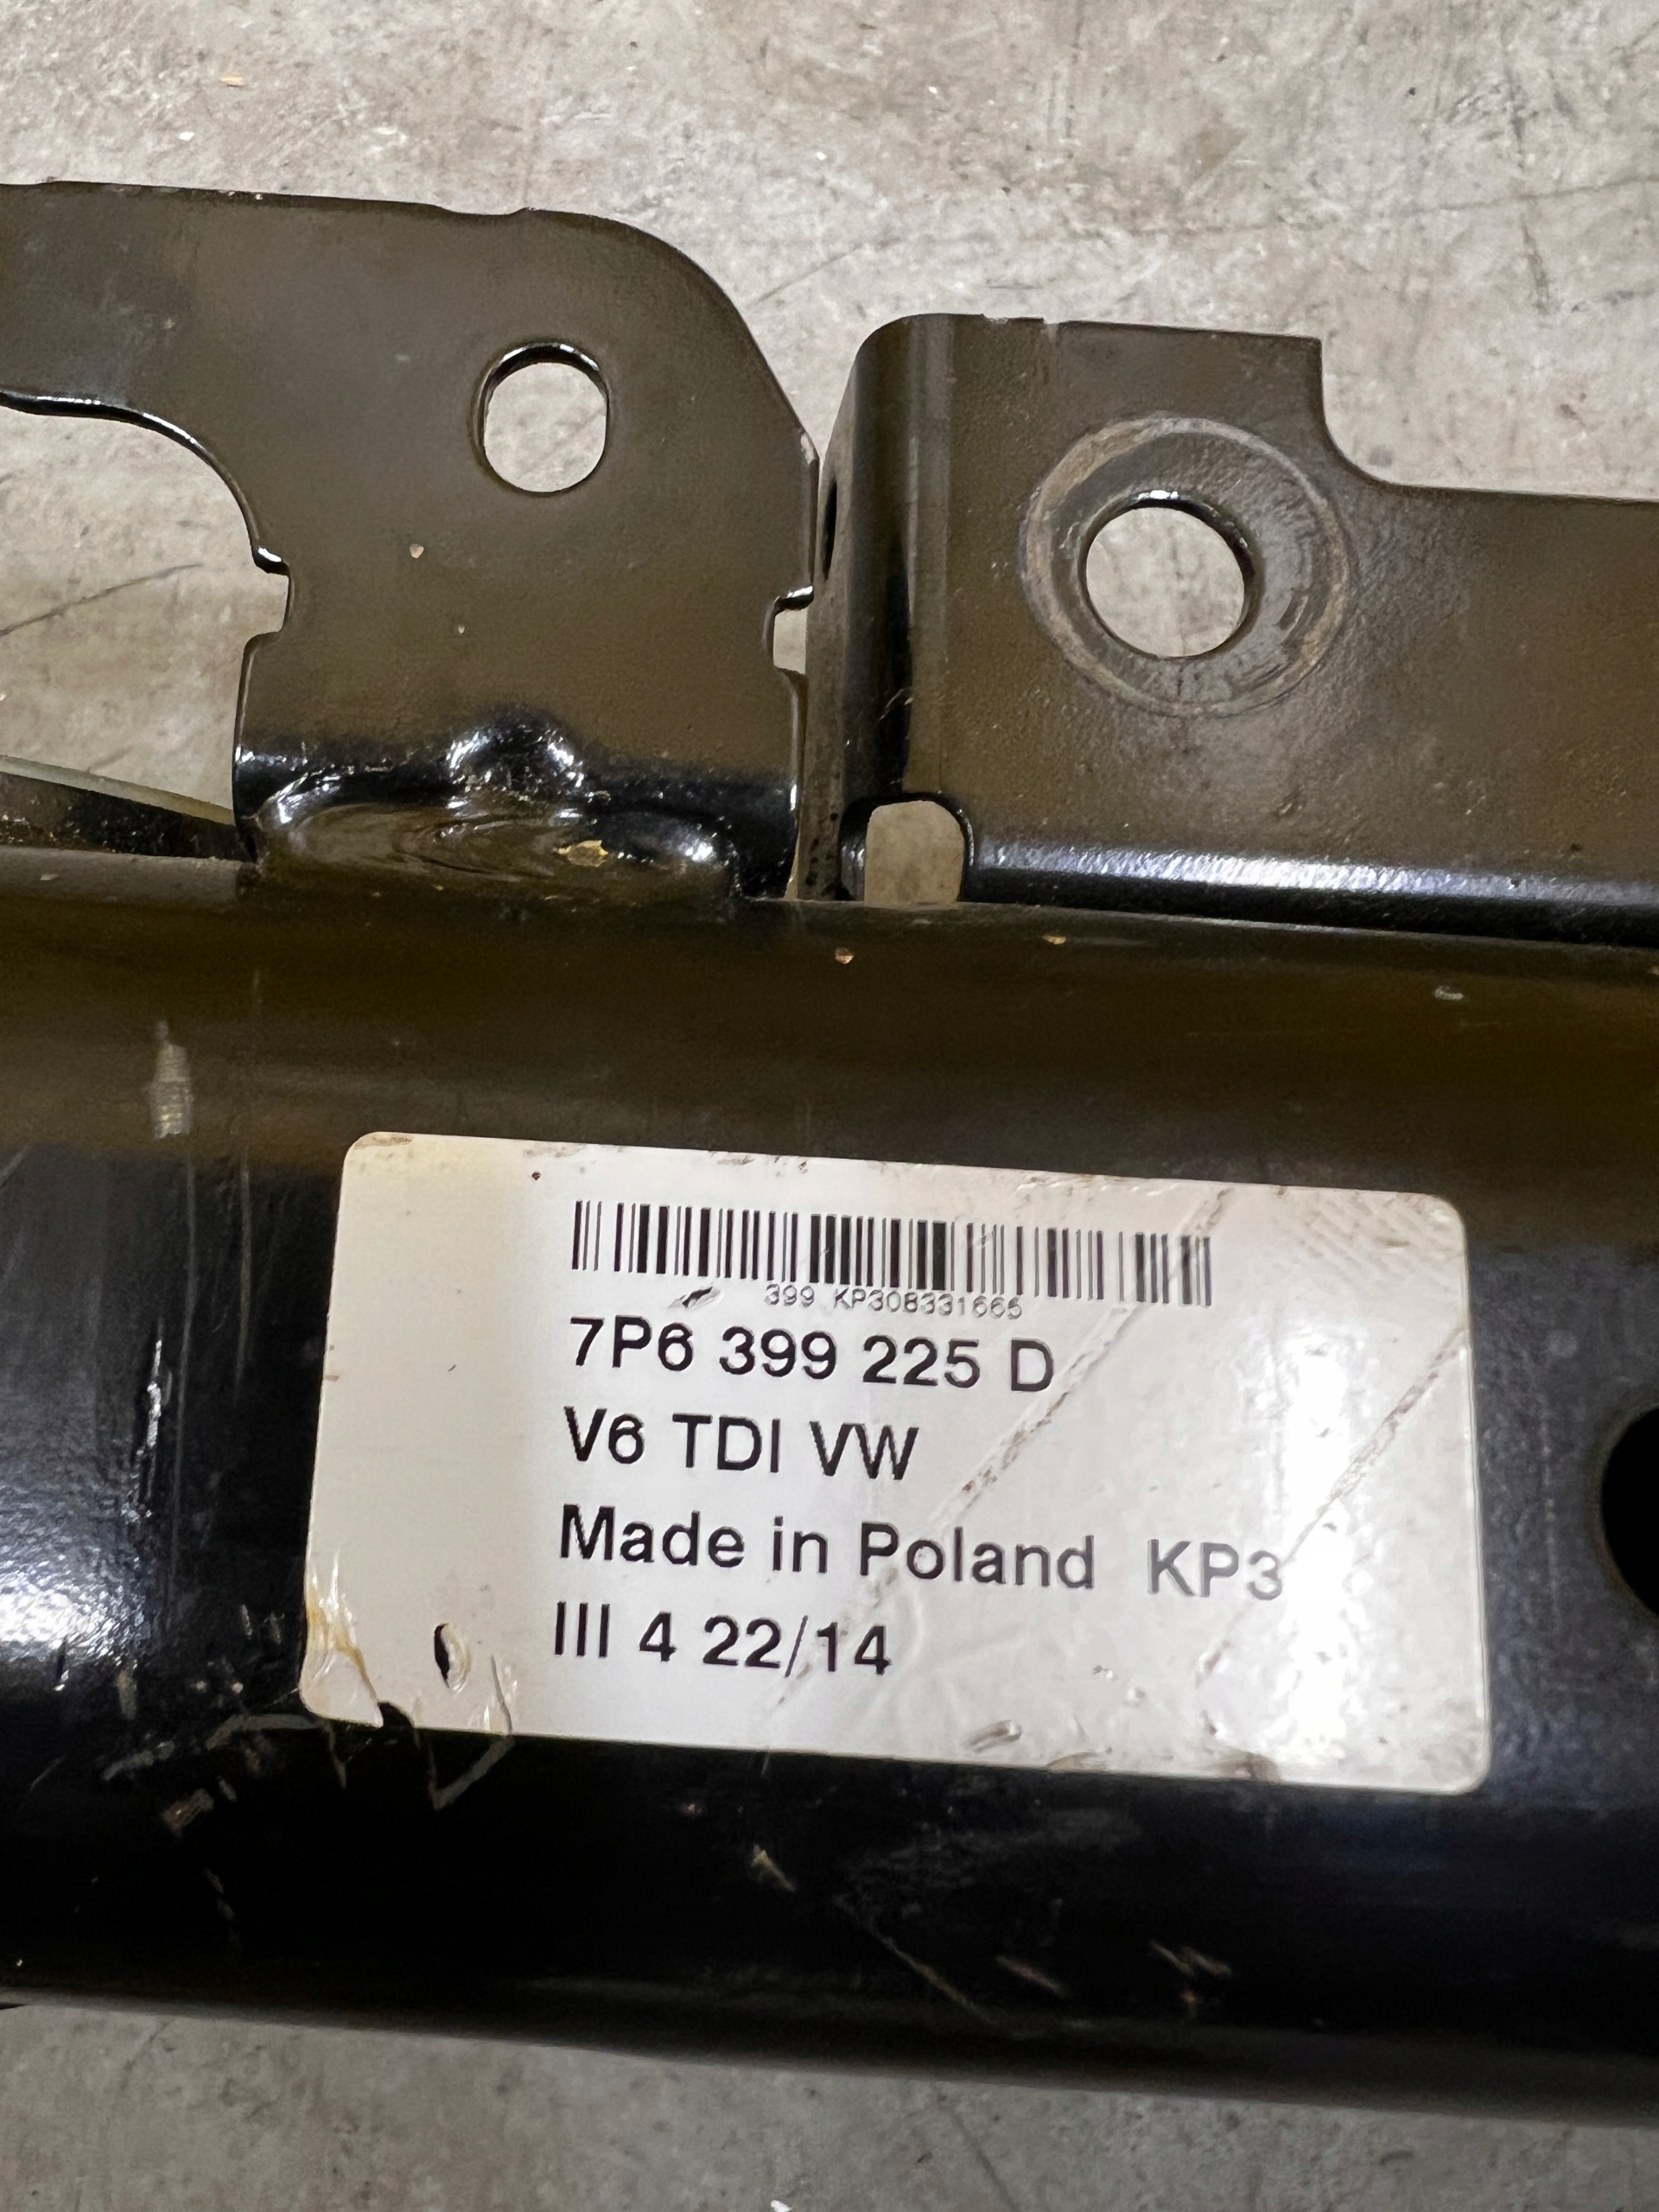 399 KP308331665
7P6 399 225 D
V6 TDI VW
Made in Poland KP3
III 4 22/14